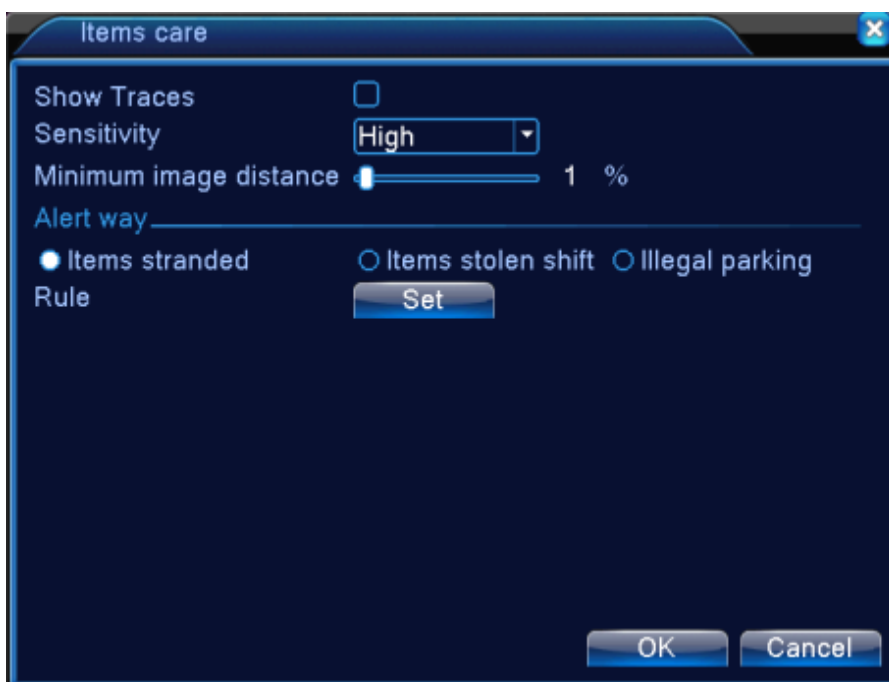 Items care
Show Traces
Sensitivity High
Minimum image distance 1 %
Alert way
Items stranded Items stolen shift Illegal parking
Rule Set
OK Cancel